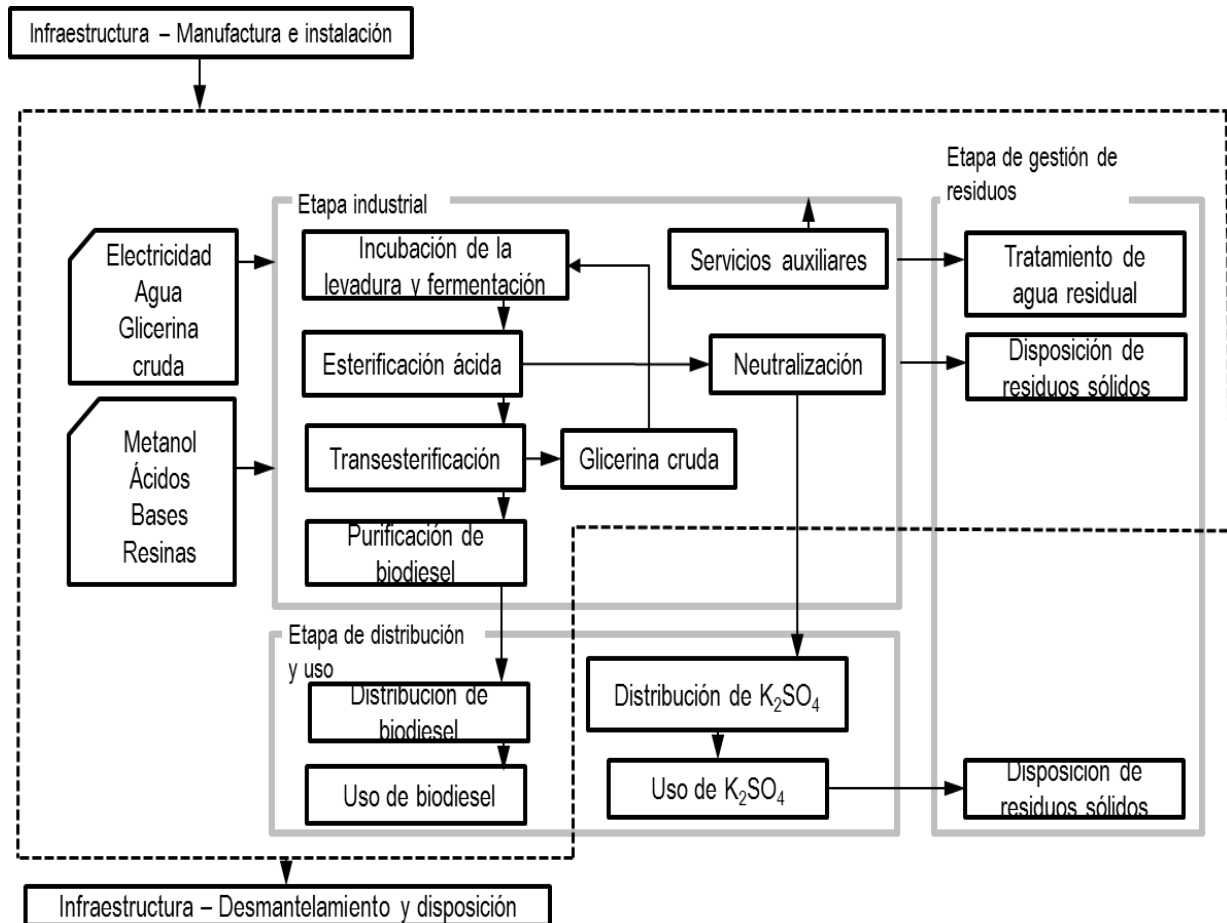 Infraestructura – Manufactura e instalación
Etapa de gestión de
residuos
Etapa industrial
Electricidad
Agua
Glicerina
cruda
Incubación de la
levadura y fermentación
Servicios auxiliares
Tratamiento de
agua residual
Esterificación ácida
Neutralización
Disposición de
residuos sólidos
Metanol
Ácidos
Bases
Resinas
Transesterificación
Glicerina cruda
Purificación de
biodiesel
Etapa de distribución
y uso
Distribución de
biodiesel
Distribución de K₂SO₄
Uso de biodiesel
Uso de K₂SO₄
Disposición de
residuos sólidos
Infraestructura – Desmantelamiento y disposición